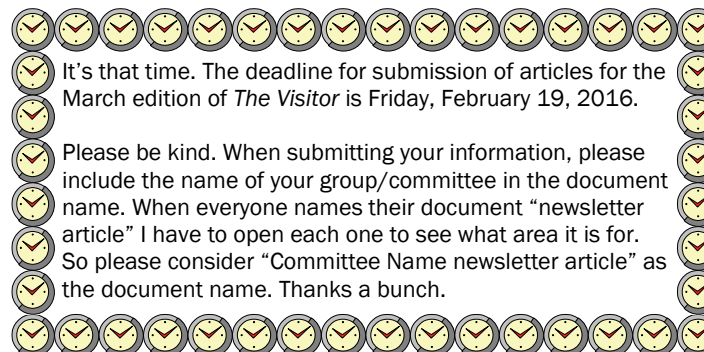 It's that time. The deadline for submission of articles for the
March edition of The Visitor is Friday, February 19, 2016.
Please be kind. When submitting your information, please
include the name of your group/committee in the document
name. When everyone names their document “newsletter
article” I have to open each one to see what area it is for.
So please consider “Committee Name newsletter article” as
the document name. Thanks a bunch.